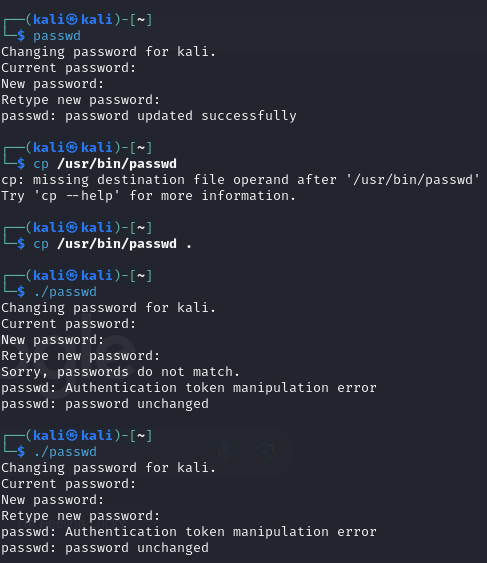 ┌──(kali㉿kali)-[~]
└─$ passwd
Changing password for kali.
Current password:
New password:
Retype new password:
passwd: password updated successfully
┌──(kali㉿kali)-[~]
└─$ cp /usr/bin/passwd
cp: missing destination file operand after '/usr/bin/passwd'
Try 'cp --help' for more information.
┌──(kali㉿kali)-[~]
└─$ cp /usr/bin/passwd .
┌──(kali㉿kali)-[~]
└─$ ./passwd
Changing password for kali.
Current password:
New password:
Retype new password:
Sorry, passwords do not match.
passwd: Authentication token manipulation error
passwd: password unchanged
┌──(kali㉿kali)-[~]
└─$ ./passwd
Changing password for kali.
Current password:
New password:
Retype new password:
passwd: Authentication token manipulation error
passwd: password unchanged